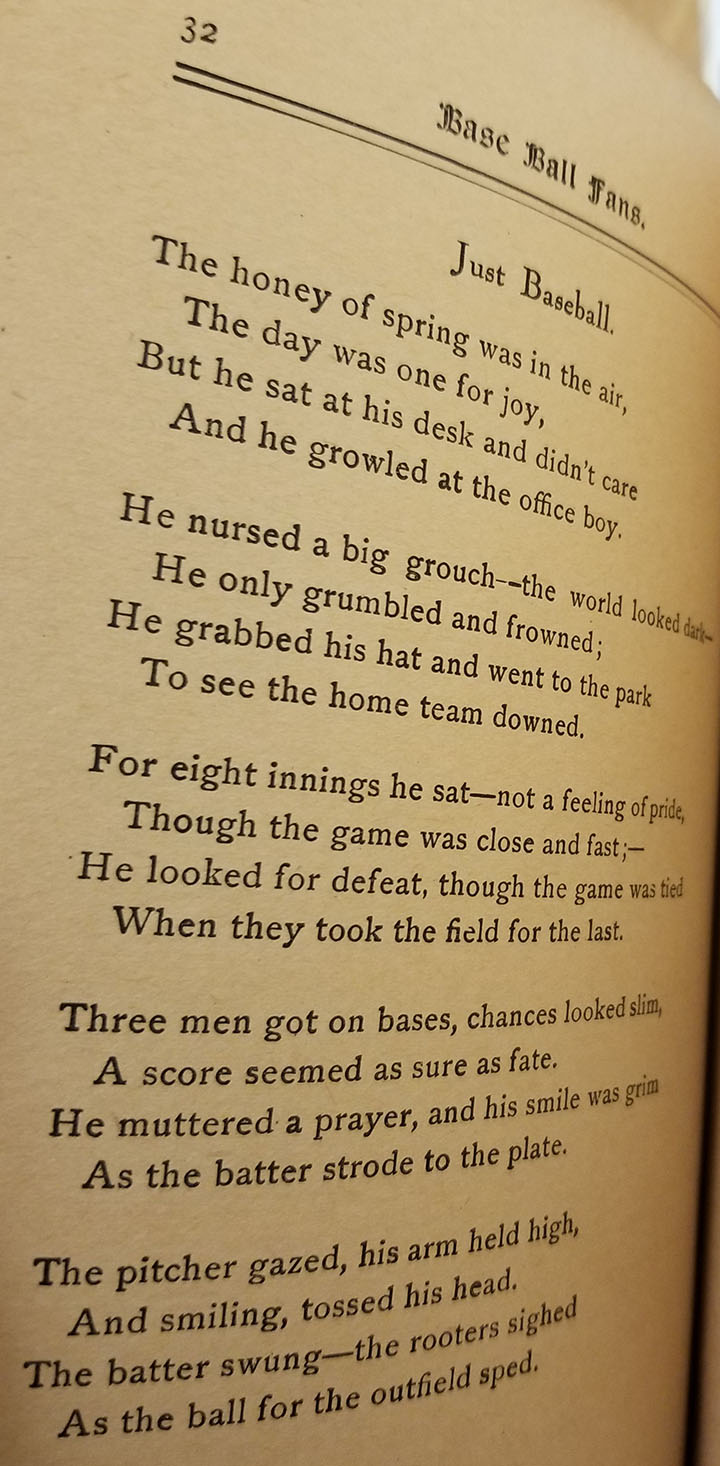 32
Base Ball Fans.
Just Baseball.
The honey of spring was in the air,
The day was one for joy,
But he sat at his desk and didn't care
And he growled at the office boy.
He nursed a big grouch--the world looked dark—
He only grumbled and frowned;
He grabbed his hat and went to the park
To see the home team downed.
For eight innings he sat—not a feeling of pride,
Though the game was close and fast;—
He looked for defeat, though the game was tied
When they took the field for the last.
Three men got on bases, chances looked slim,
A score seemed as sure as fate.
He muttered a prayer, and his smile was grim
As the batter strode to the plate.
The pitcher gazed, his arm held high,
And smiling, tossed his head.
The batter swung—the rooters sighed
As the ball for the outfield sped.